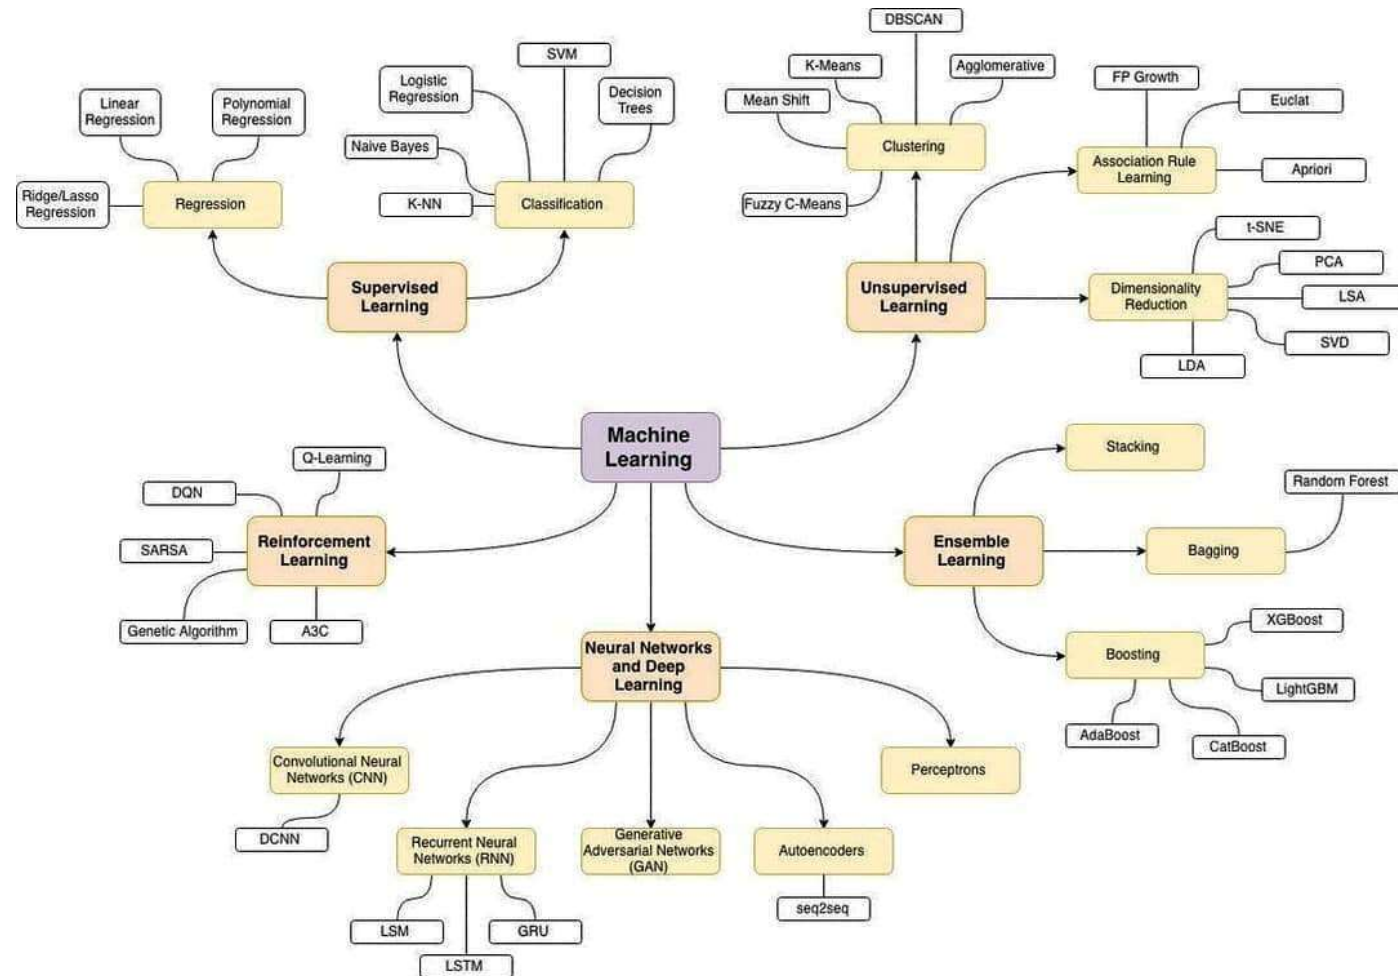 DBSCAN
SVM
K-Means
Agglomerative
Logistic
Regression
FP Growth
Linear
Regression
Polynomial
Regression
Decision
Trees
Mean Shift
Euclat
Naive Bayes
Clustering
Association Rule
Learning
Apriori
Ridge/Lasso
Regression
Regression
K-NN
Classification
Fuzzy C-Means
t-SNE
PCA
Supervised
Learning
Unsupervised
Learning
Dimensionality
Reduction
LSA
SVD
LDA
Machine
Learning
Stacking
Q-Learning
DQN
Random Forest
SARSA
Reinforcement
Learning
Ensemble
Learning
Bagging
Genetic Algorithm
A3C
XGBoost
Neural Networks
and Deep
Learning
Boosting
LightGBM
AdaBoost
CatBoost
Convolutional Neural
Networks (CNN)
Perceptrons
DCNN
Recurrent Neural
Networks (RNN)
Generative
Adversarial Networks
(GAN)
Autoencoders
seq2seq
LSM
GRU
LSTM